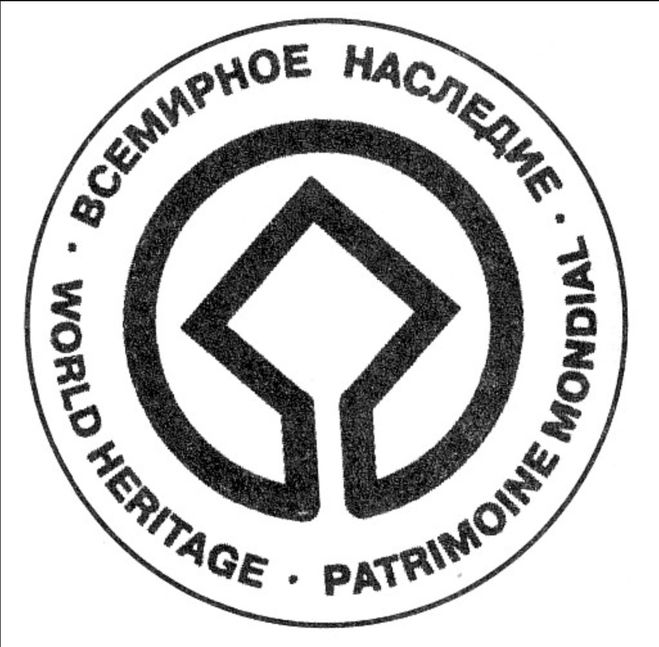 · ВСЕМИРНОЕ НАСЛЕДИЕ ·
PATRIMOINE MONDIAL ·
WORLD HERITAGE